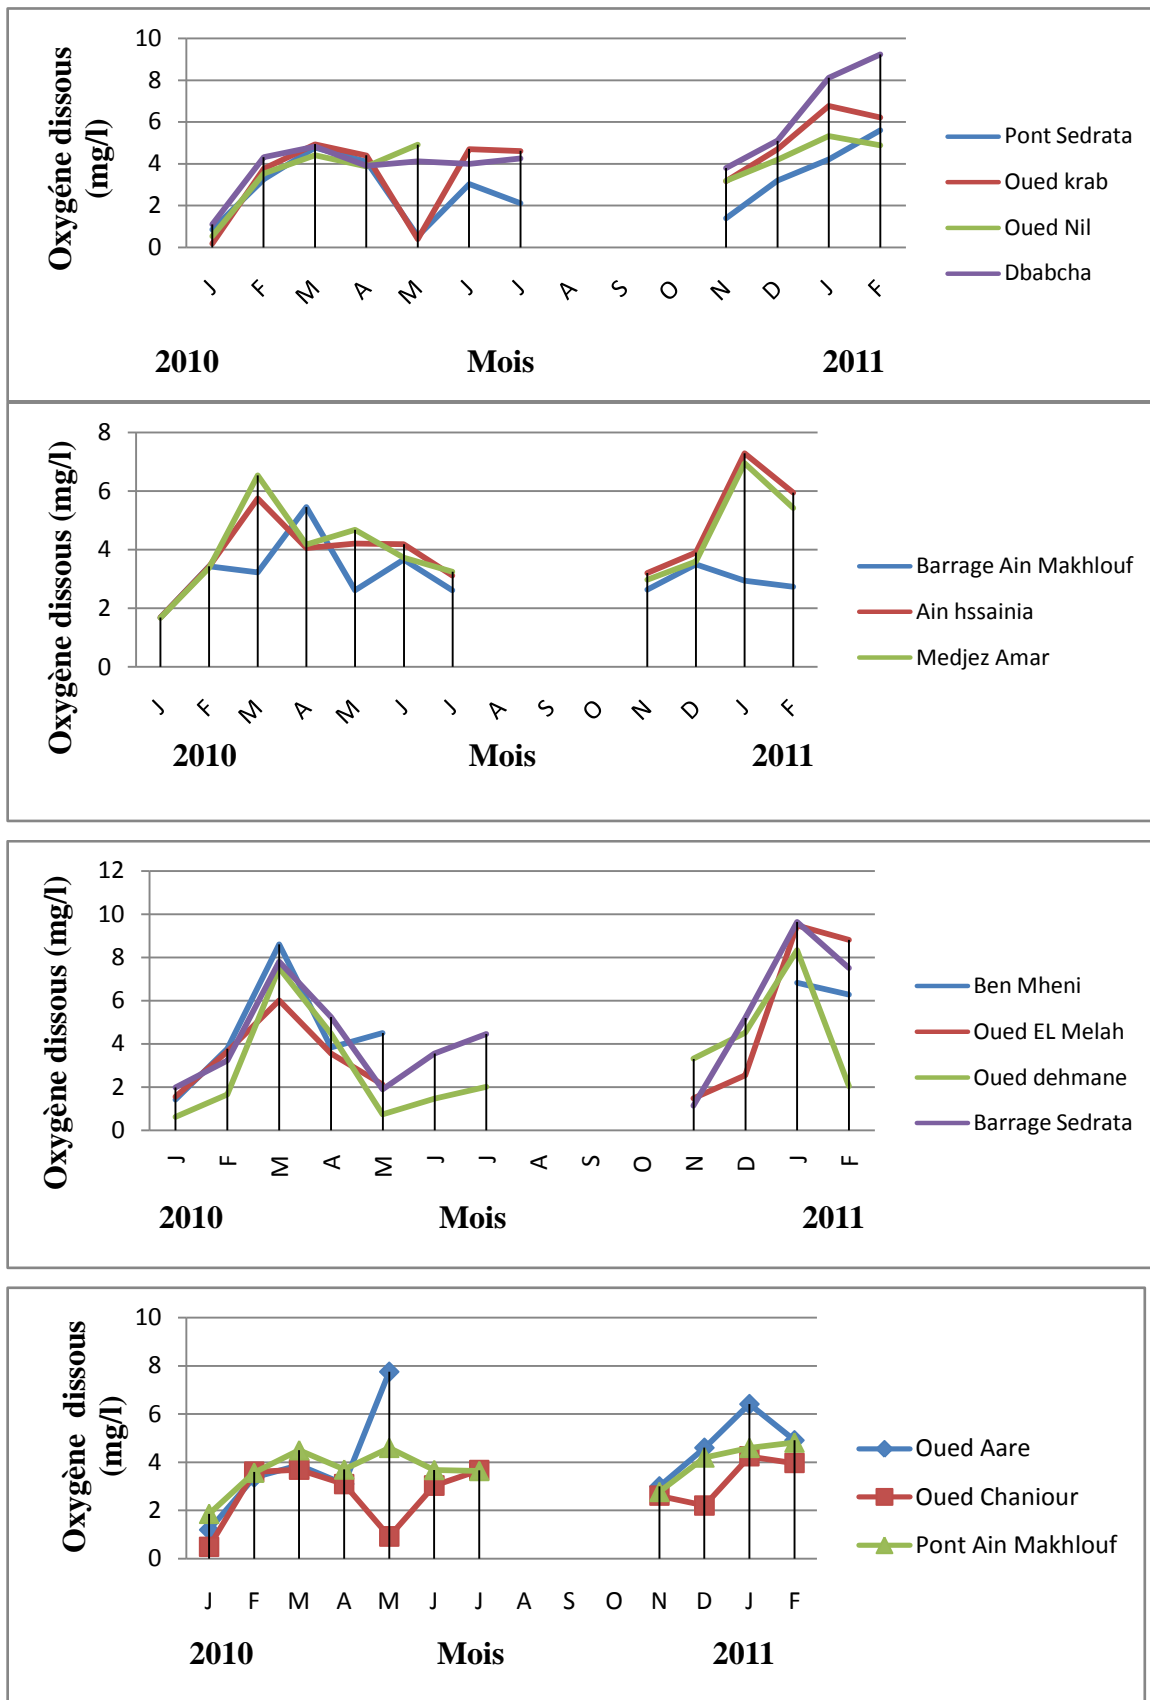 Oxygéne dissous
(mg/l)
10
8
6
4
2
0
J F M A M J J A S O N D J F
2010 Mois 2011
Pont Sedrata
Oued krab
Oued Nil
Dbabcha
Oxygène dissous (mg/l)
8
6
4
2
0
J F M A M J J A S O N D J F
2010 Mois 2011
Barrage Ain Makhlouf
Ain hssainia
Medjez Amar
Oxygène dissous (mg/l)
12
10
8
6
4
2
0
J F M A M J J A S O N D J F
2010 Mois 2011
Ben Mheni
Oued EL Melah
Oued dehmane
Barrage Sedrata
Oxygène dissous
(mg/l)
10
8
6
4
2
0
J F M A M J J A S O N D J F
2010 Mois 2011
Oued Aare
Oued Chaniour
Pont Ain Makhlouf